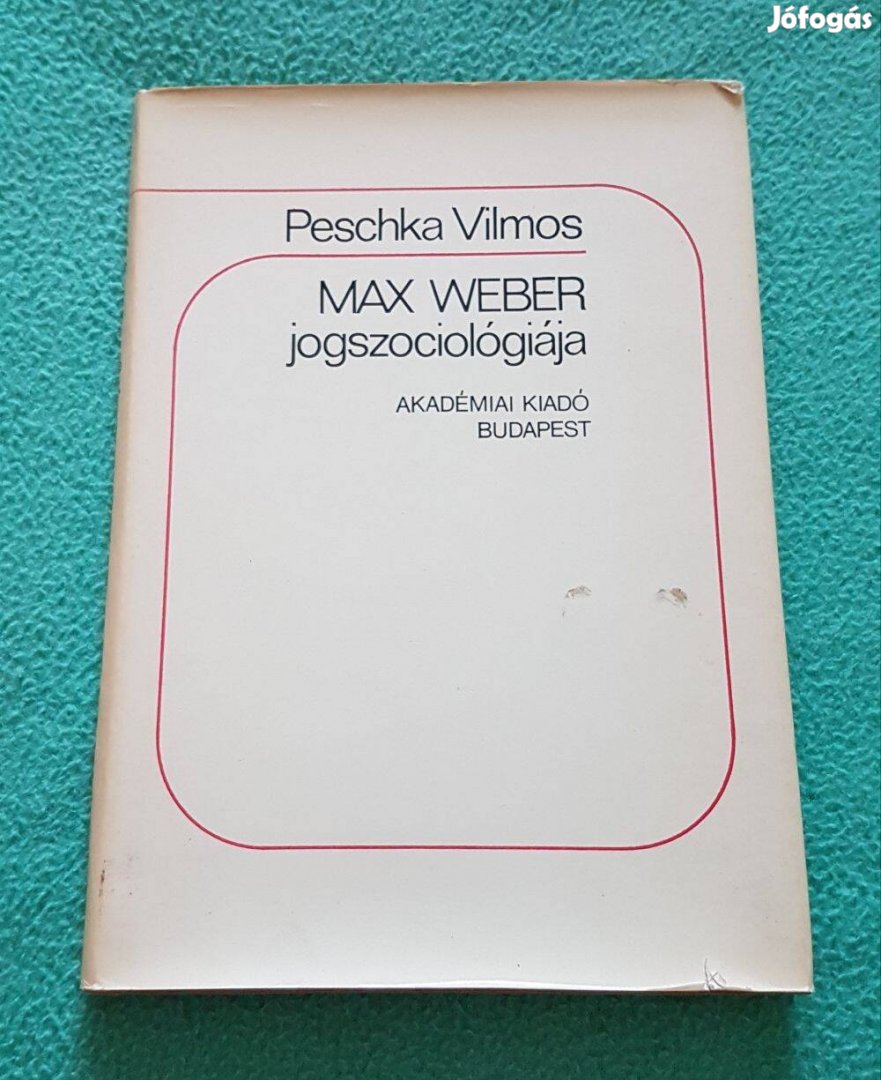 Jófogás
Peschka Vilmos
MAX WEBER
jogszociológiája
AKADÉMIAI KIADÓ
BUDAPEST